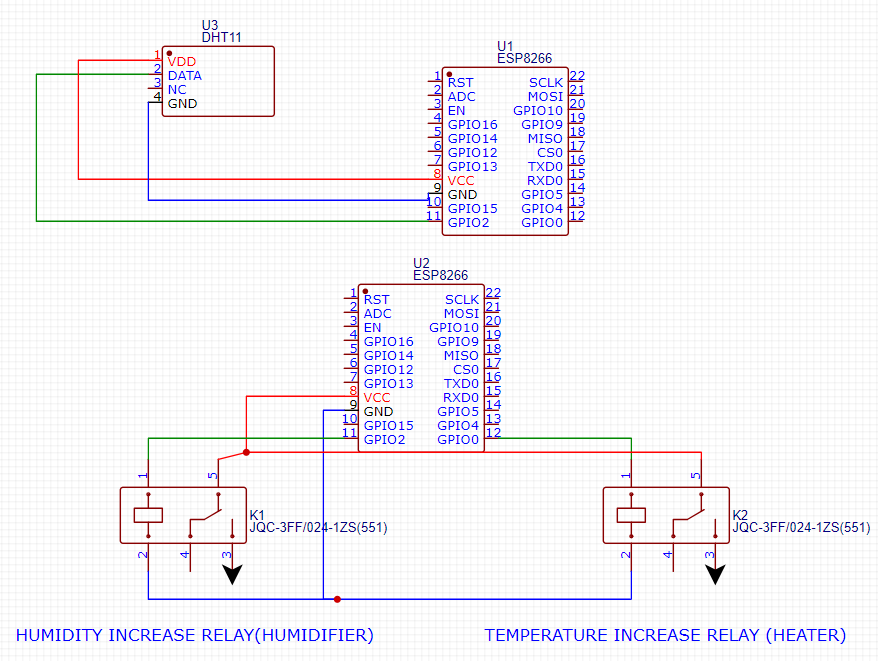 U3
DHT11
1 VDD
2 DATA
3 NC
4 GND
U1
ESP8266
1 RST SCLK 22
2 ADC MOSI 21
3 EN GPIO10 20
4 GPIO16 GPIO9 19
5 GPIO14 MISO 18
6 GPIO12 CS0 17
7 GPIO13 TXD0 16
8 VCC RXD0 15
9 GND GPIO5 14
10 GPIO15 GPIO4 13
11 GPIO2 GPIO0 12
U2
ESP8266
1 RST SCLK 22
2 ADC MOSI 21
3 EN GPIO10 20
4 GPIO16 GPIO9 19
5 GPIO14 MISO 18
6 GPIO12 CS0 17
7 GPIO13 TXD0 16
8 VCC RXD0 15
9 GND GPIO5 14
10 GPIO15 GPIO4 13
11 GPIO2 GPIO0 12
1 5
K1
JQC-3FF/024-1ZS(551)
2 4 3
1 5
K2
JQC-3FF/024-1ZS(551)
2 4 3
HUMIDITY INCREASE RELAY(HUMIDIFIER)
TEMPERATURE INCREASE RELAY (HEATER)